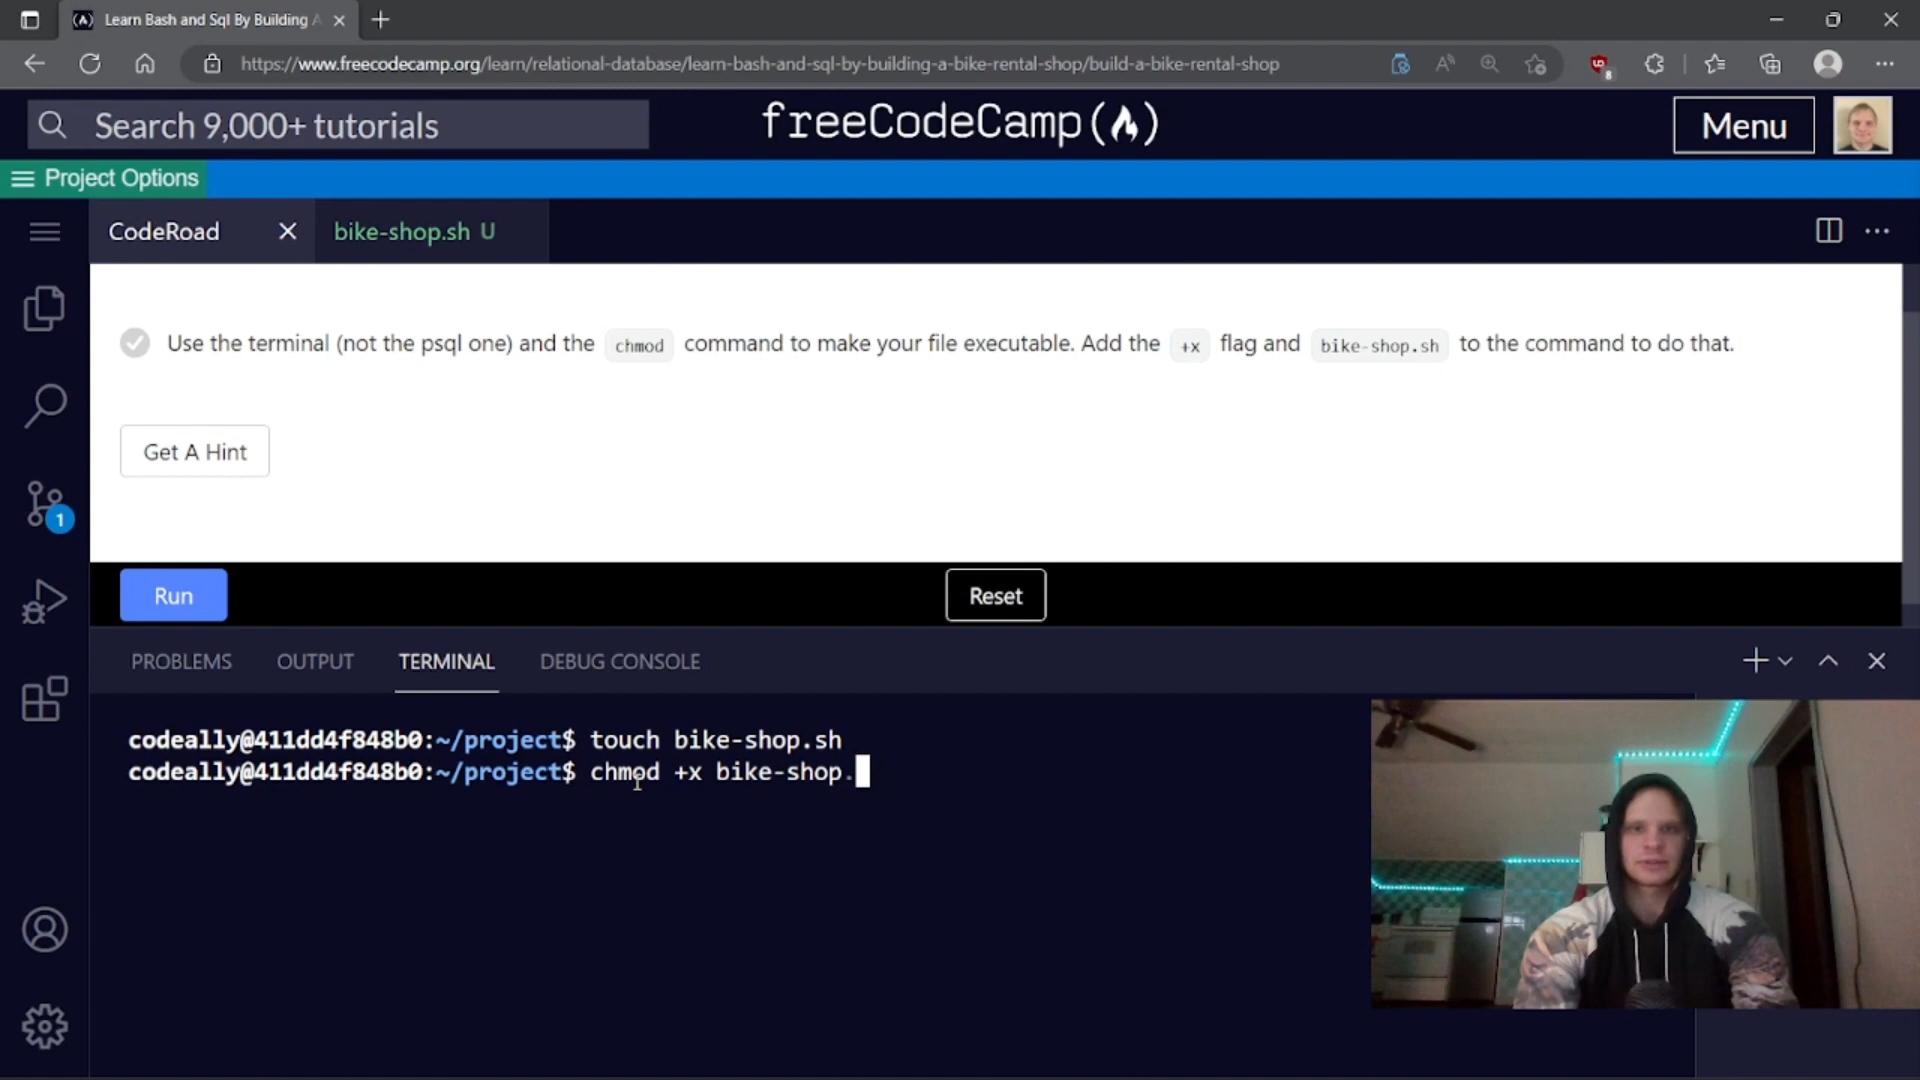 Learn Bash and Sql By Building A
https://www.freecodecamp.org/learn/relational-database/learn-bash-and-sql-by-building-a-bike-rental-shop/build-a-bike-rental-shop
8
Search 9,000+ tutorials
freeCodeCamp
Menu
Project Options
CodeRoad
bike-shop.sh U
Use the terminal (not the psql one) and the chmod command to make your file executable. Add the +x flag and bike-shop.sh to the command to do that.
Get A Hint
1
Run
Reset
PROBLEMS
OUTPUT
TERMINAL
DEBUG CONSOLE
codeally@411dd4f848b0:~/project$ touch bike-shop.sh
codeally@411dd4f848b0:~/project$ chmod +x bike-shop.